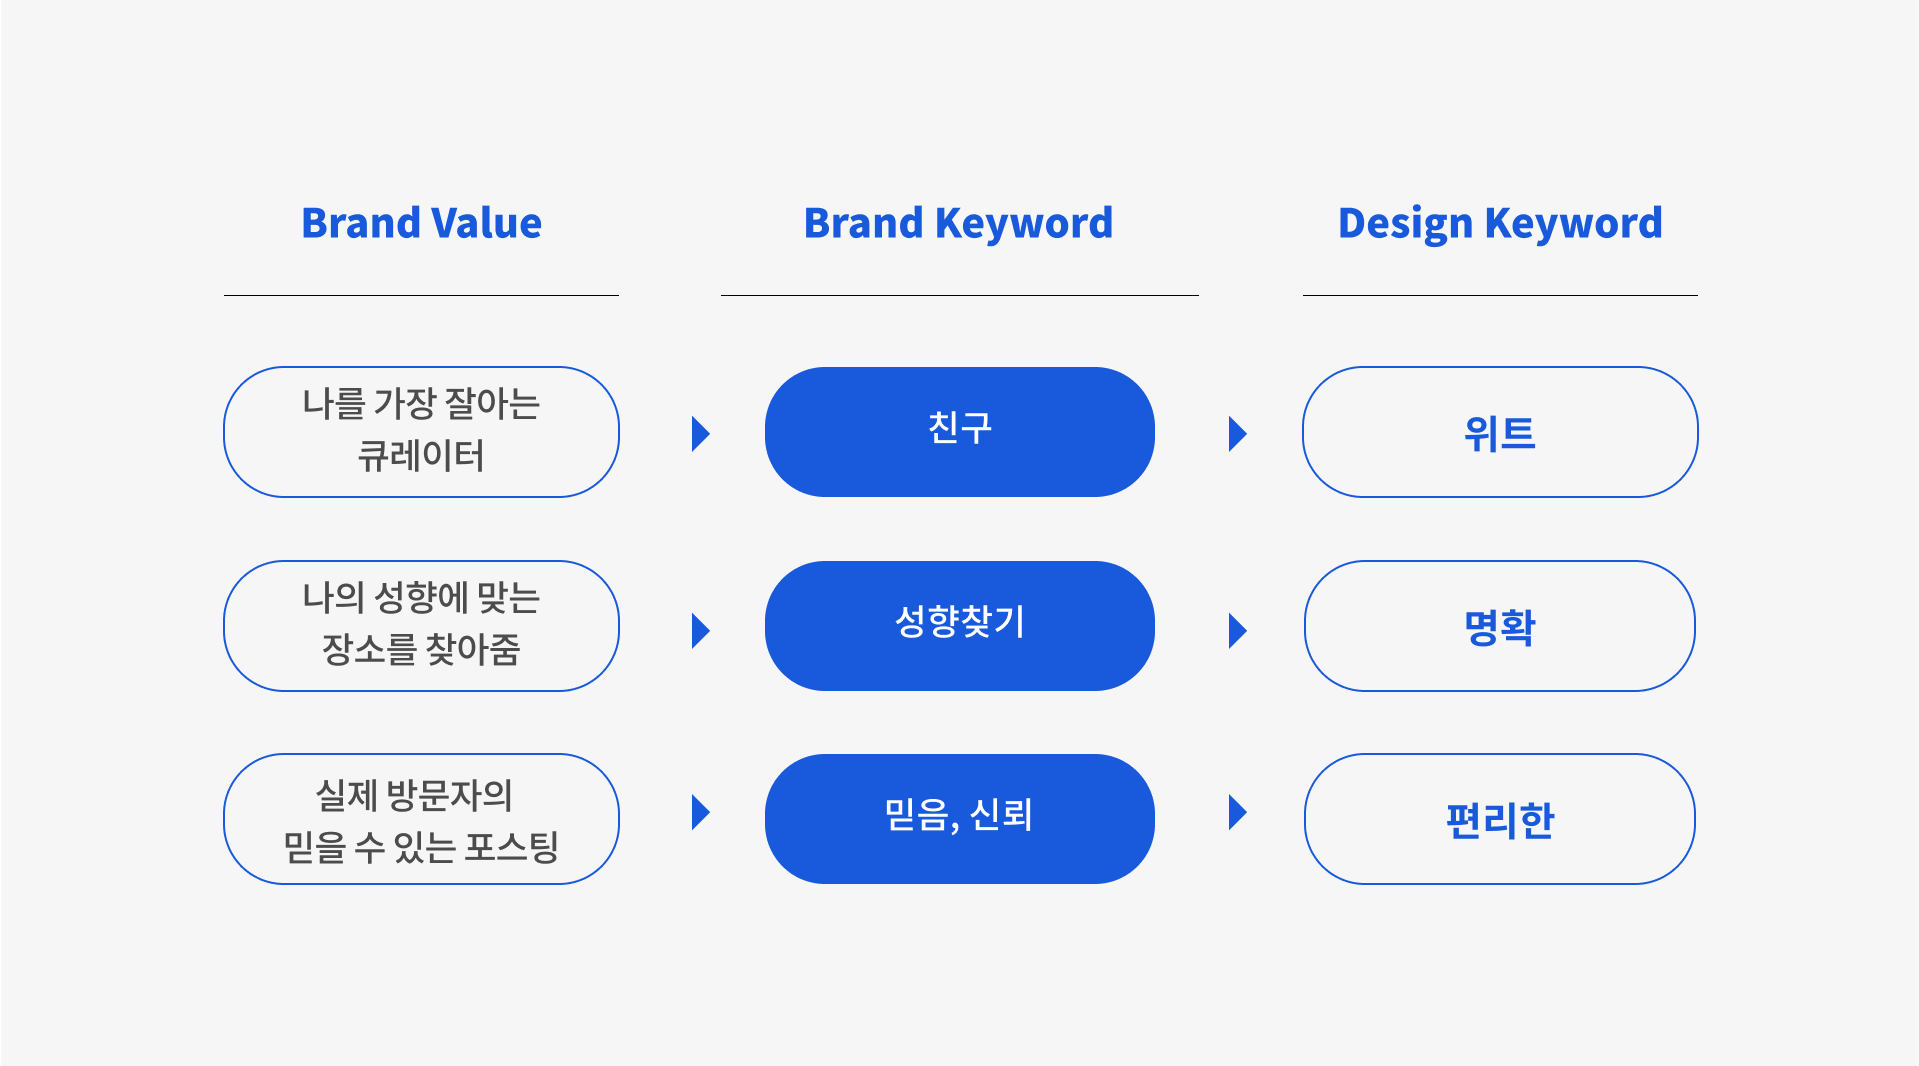 Brand Value
Brand Keyword
Design Keyword
나를 가장 잘아는
큐레이터
친구
위트
나의 성향에 맞는
장소를 찾아줌
성향찾기
명확
실제 방문자의
믿을 수 있는 포스팅
믿음, 신뢰
편리한